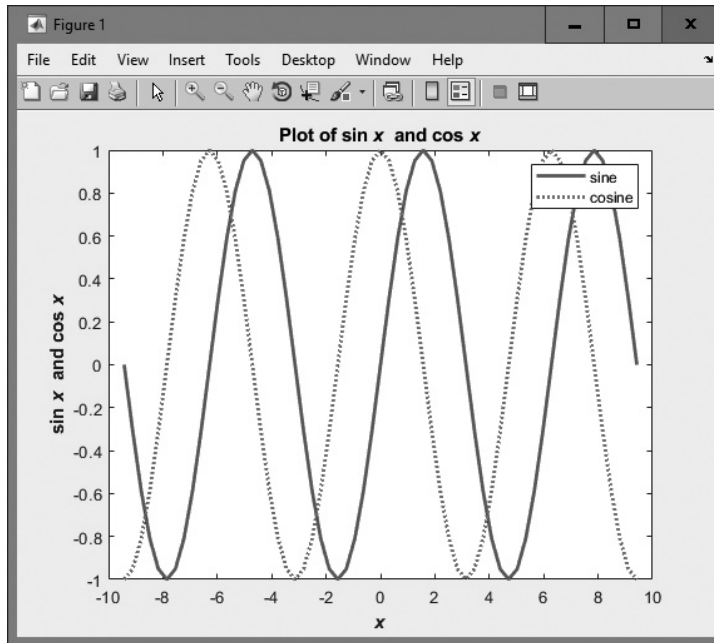 Figure 1
File Edit View Insert Tools Desktop Window Help
Plot of sin x and cos x
sine
cosine
1
0.8
0.6
0.4
0.2
0
-0.2
-0.4
-0.6
-0.8
-1
sin x and cos x
-10 -8 -6 -4 -2 0 2 4 6 8 10
x